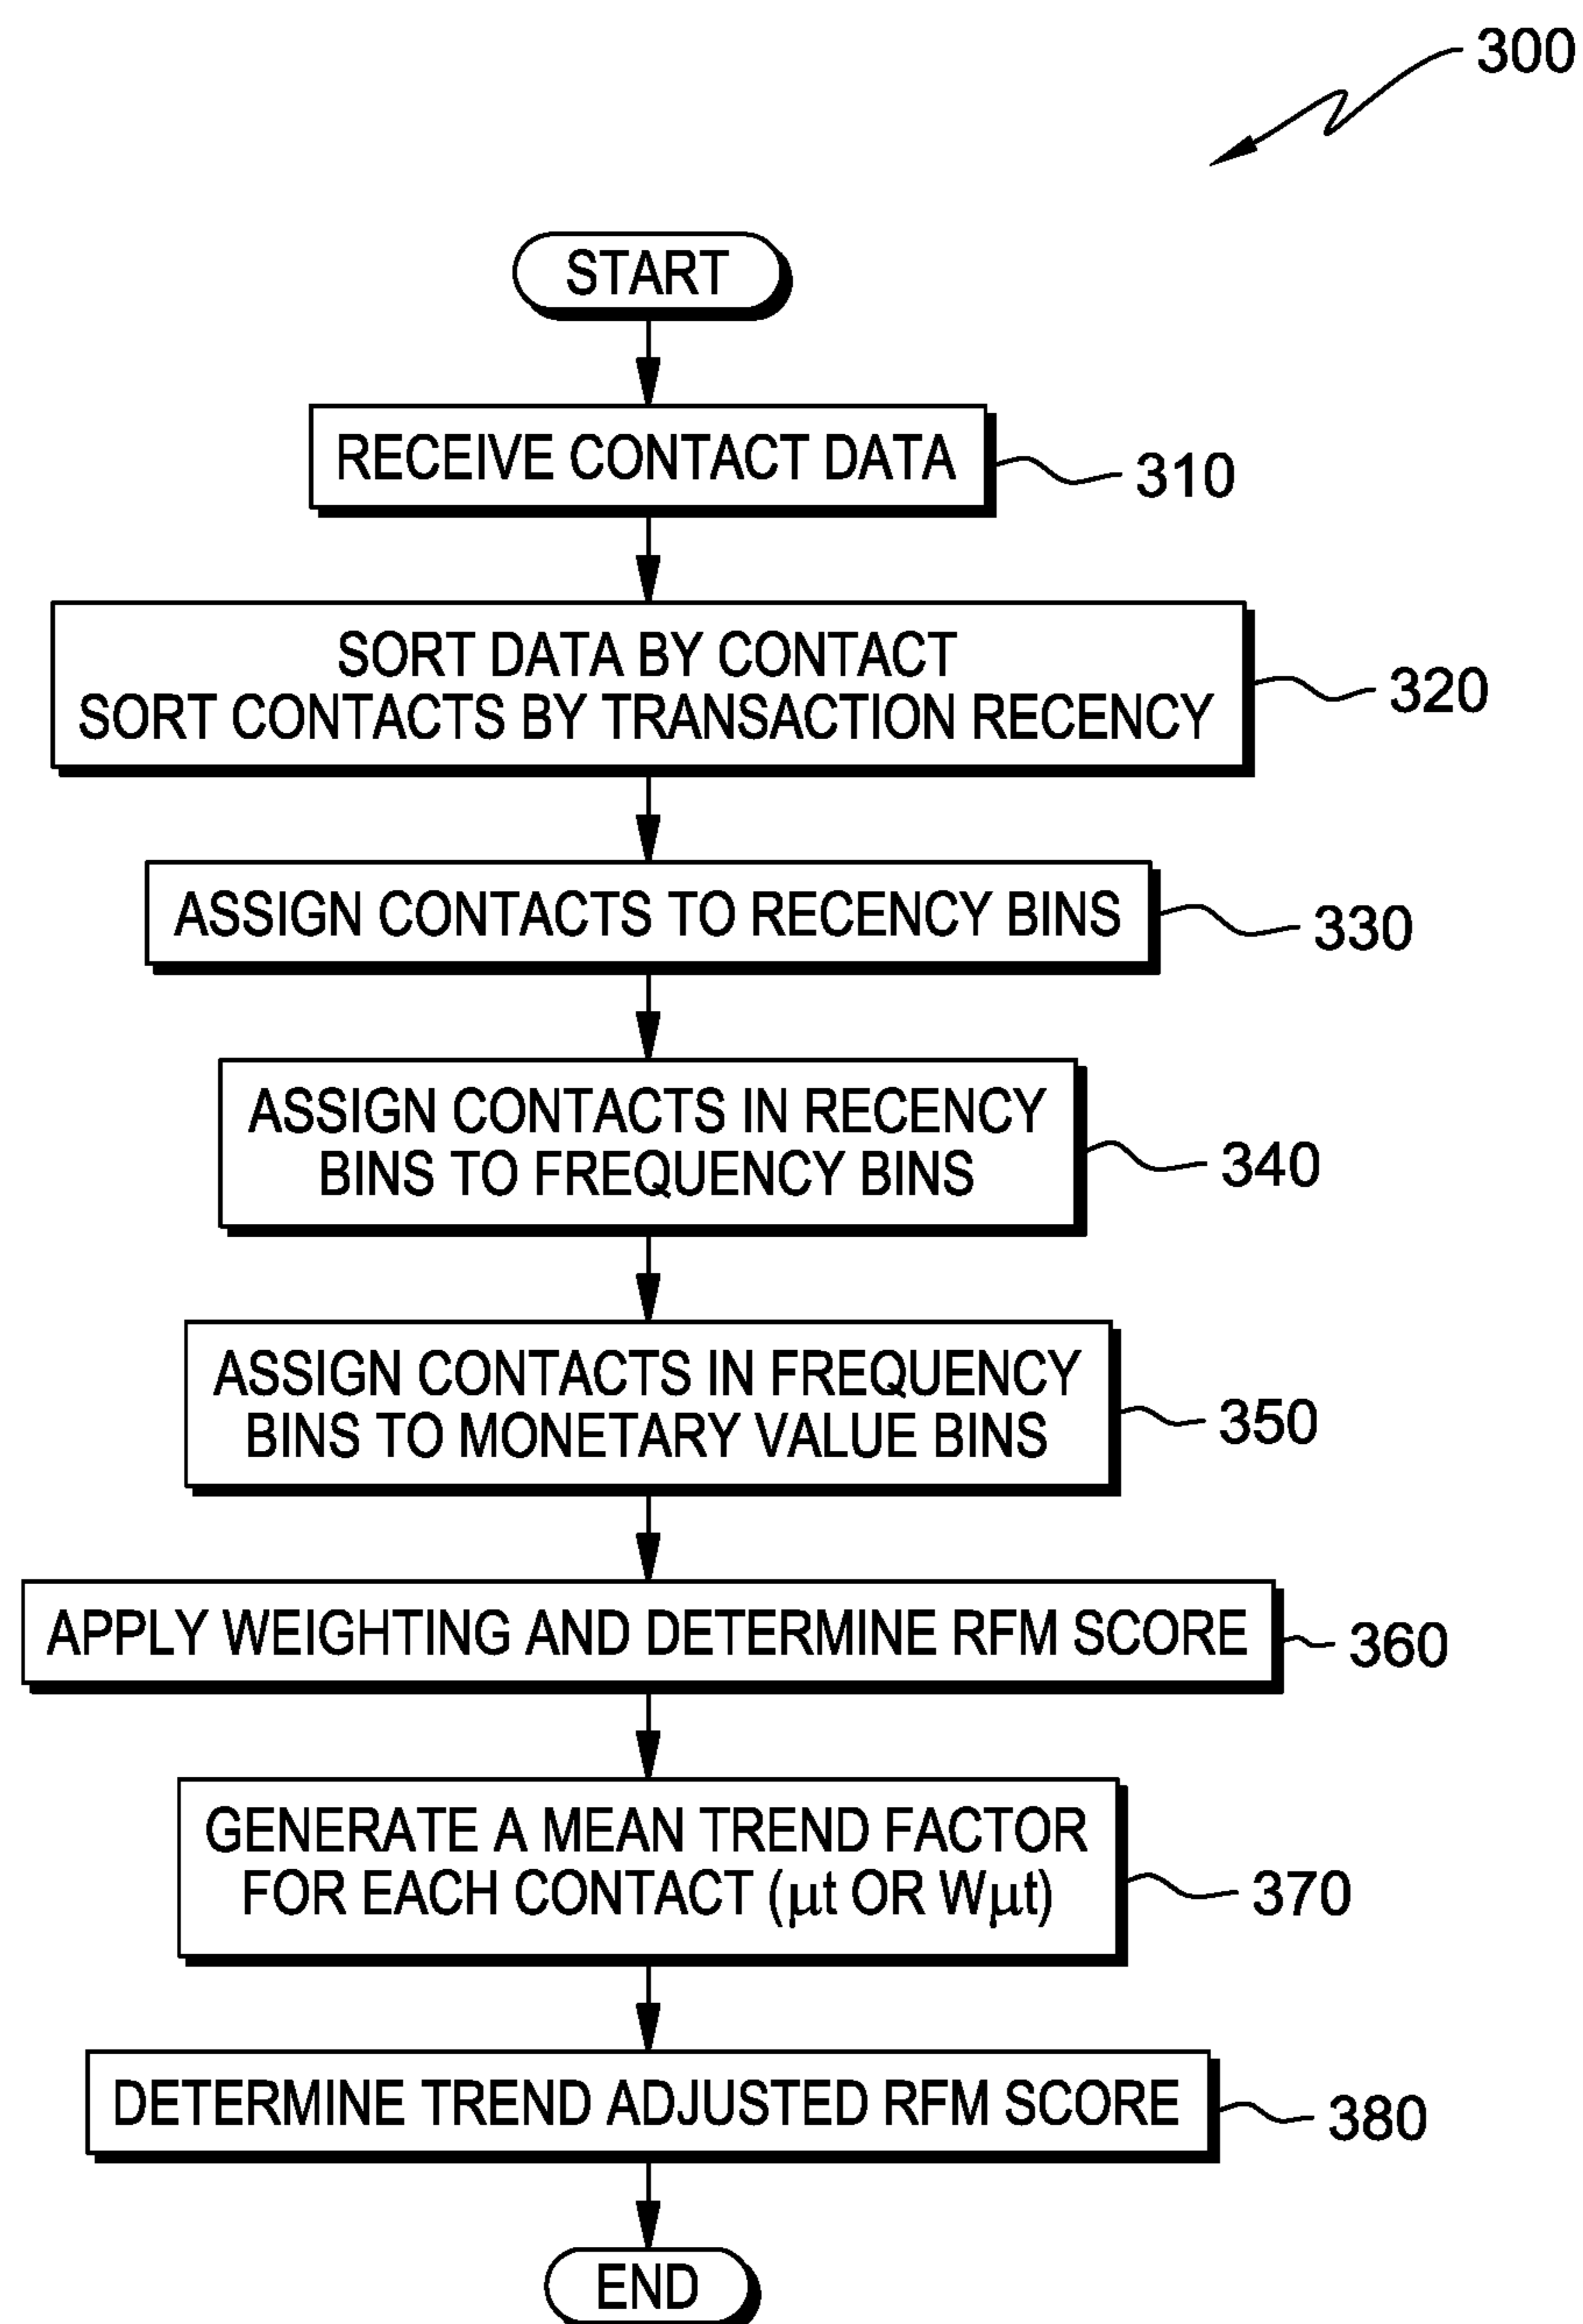 300
START
RECEIVE CONTACT DATA
310
SORT DATA BY CONTACT
SORT CONTACTS BY TRANSACTION RECENCY
320
ASSIGN CONTACTS TO RECENCY BINS
330
ASSIGN CONTACTS IN RECENCY
BINS TO FREQUENCY BINS
340
ASSIGN CONTACTS IN FREQUENCY
BINS TO MONETARY VALUE BINS
350
APPLY WEIGHTING AND DETERMINE RFM SCORE
360
GENERATE A MEAN TREND FACTOR
FOR EACH CONTACT (μt OR Wμt)
370
DETERMINE TREND ADJUSTED RFM SCORE
380
END